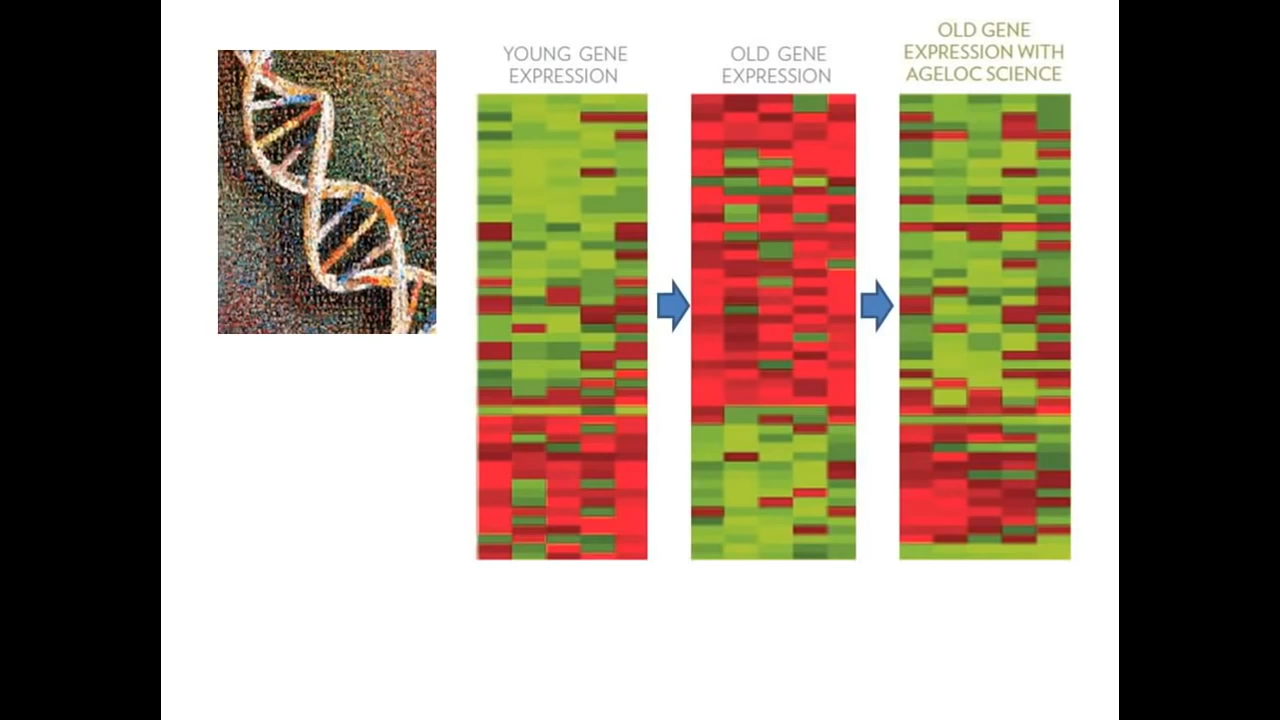 YOUNG GENE
EXPRESSION
OLD GENE
EXPRESSION
OLD GENE
EXPRESSION WITH
AGELOC SCIENCE